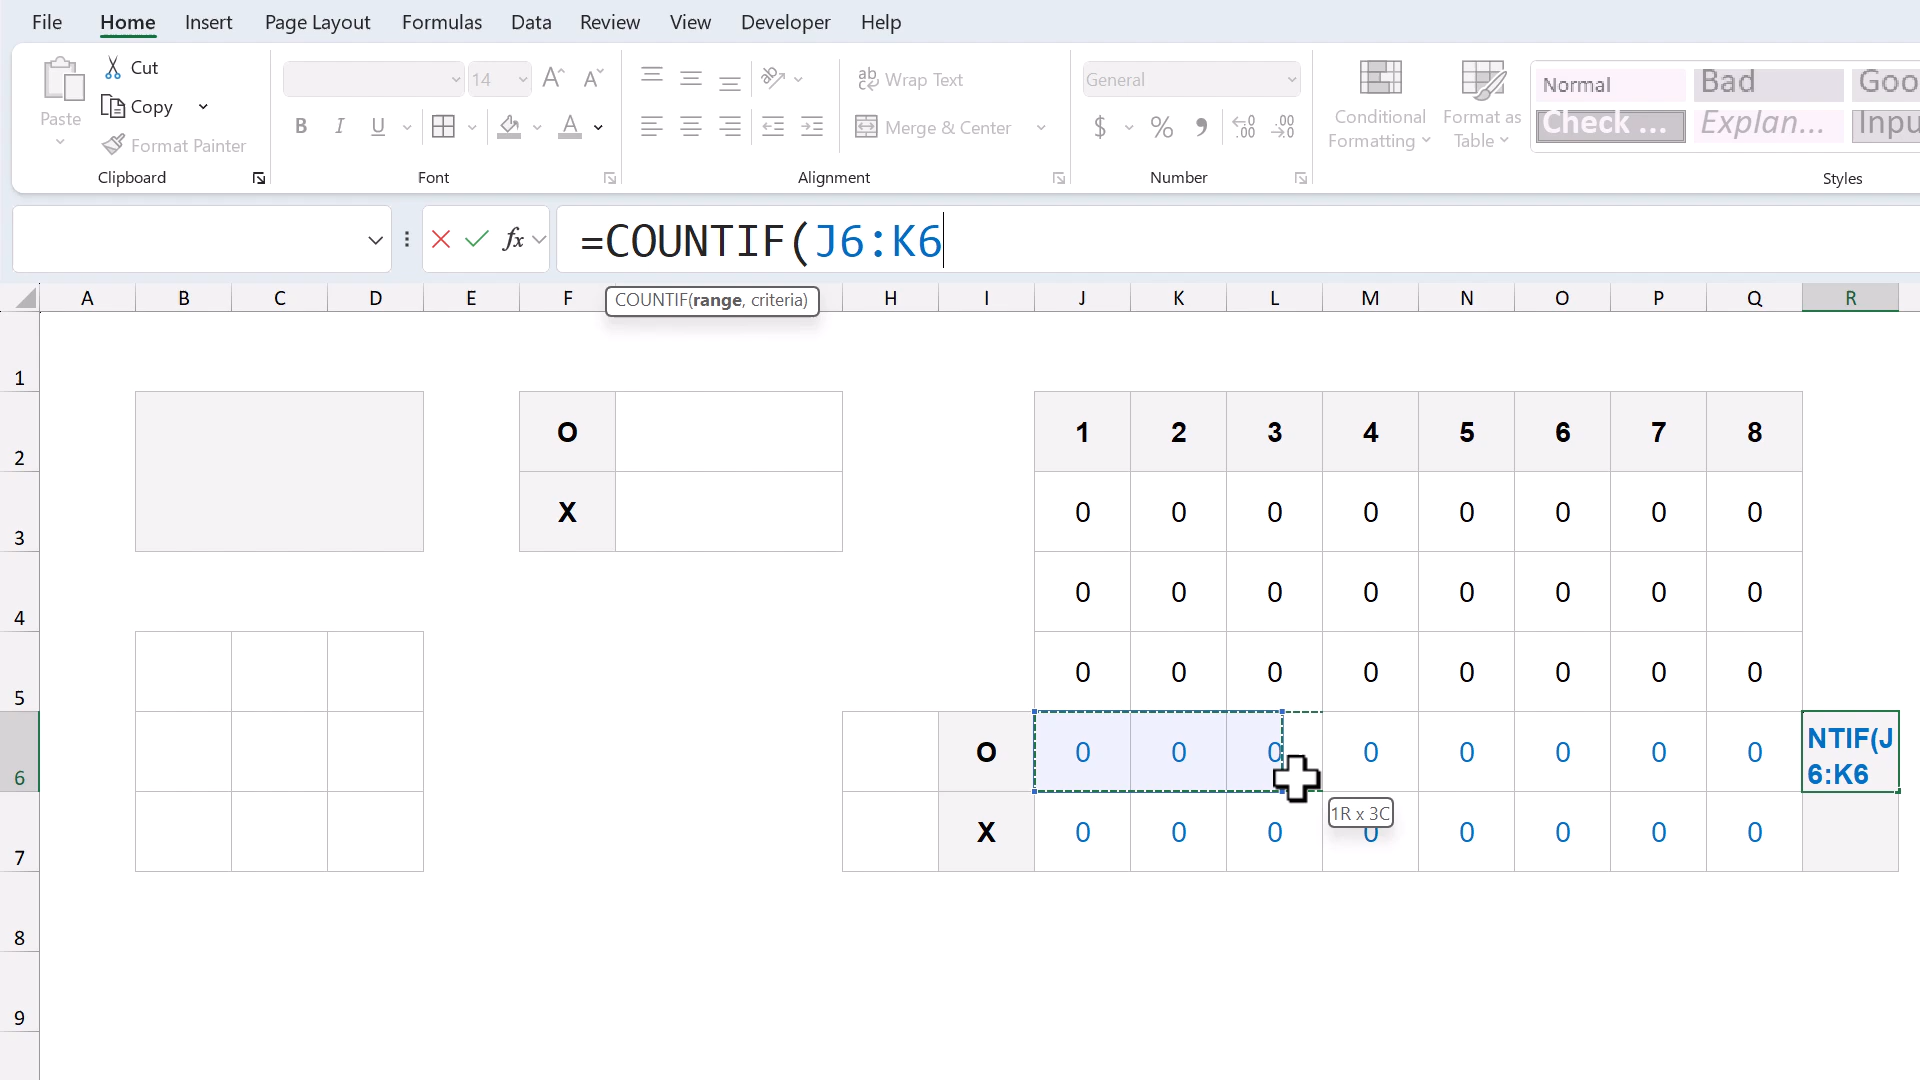 File Home Insert Page Layout Formulas Data Review View Developer Help
Paste
Cut
Copy
Format Painter
Clipboard
14
B I U
Font
Wrap Text
Merge & Center
Alignment
General
$ % 9
Number
Conditional
Formatting
Format as
Table
Normal Bad Goo
Check ... Explan... Inpu
Styles
fx =COUNTIF(J6:K6
COUNTIF(range, criteria)
A B C D E F H I J K L M N O P Q R
1
2 O 1 2 3 4 5 6 7 8
3 X 0 0 0 0 0 0 0 0
4 0 0 0 0 0 0 0 0
5 0 0 0 0 0 0 0 0
6 O 0 0 0 0 0 0 0 0 NTIF(J
6:K6
1R x 3C
7 X 0 0 0 0 0 0 0 0
8
9